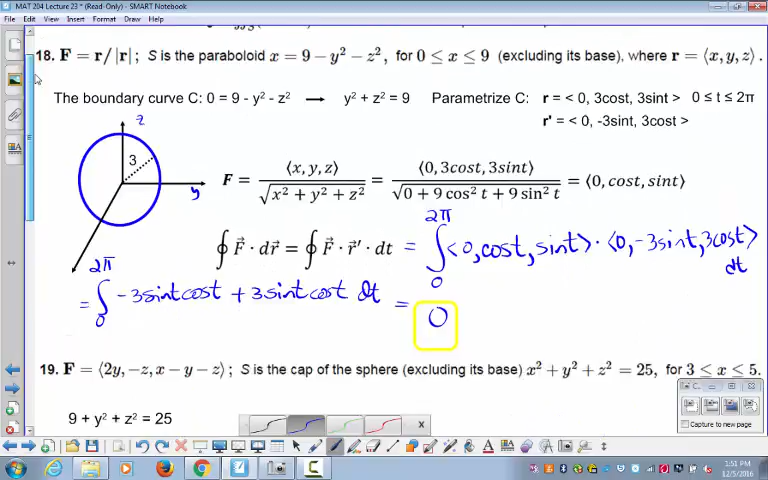 MAT 204 Lecture 23 * (Read-Only) - SMART Notebook
File Edit View Insert Format Tools Draw Help
18. F = r/|r|; S is the paraboloid x = 9 − y² − z², for 0 ≤ x ≤ 9 (excluding its base), where r = ⟨x, y, z⟩.
The boundary curve C: 0 = 9 - y² - z² → y² + z² = 9 Parametrize C: r = < 0, 3cost, 3sint > 0 ≤ t ≤ 2π
r' = < 0, -3sint, 3cost >
z
3
y
F = ⟨x, y, z⟩ / √(x² + y² + z²) = ⟨0, 3cost, 3sint⟩ / √(0 + 9 cos² t + 9 sin² t) = ⟨0, cost, sint⟩
∮ F⃗ · dr⃗ = ∮ F⃗ · r⃗' · dt = ∫₀^2π <0, cost, sint> · <0, -3sint, 3cost> dt
= ∫₀^2π -3sintcost + 3sintcost dt = 0
19. F = ⟨2y, −z, x − y − z⟩; S is the cap of the sphere (excluding its base) x² + y² + z² = 25, for 3 ≤ x ≤ 5.
9 + y² + z² = 25
Capture to new page
1:51 PM
12/5/2016